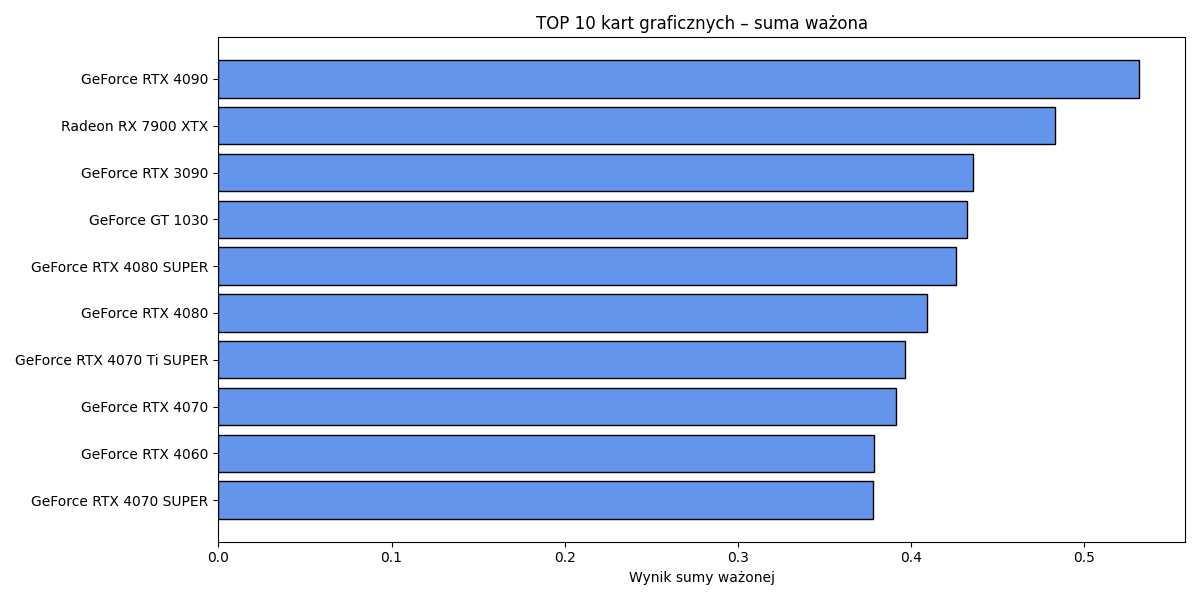 TOP 10 kart graficznych – suma ważona
GeForce RTX 4090
Radeon RX 7900 XTX
GeForce RTX 3090
GeForce GT 1030
GeForce RTX 4080 SUPER
GeForce RTX 4080
GeForce RTX 4070 Ti SUPER
GeForce RTX 4070
GeForce RTX 4060
GeForce RTX 4070 SUPER
0.0 0.1 0.2 0.3 0.4 0.5
Wynik sumy ważonej